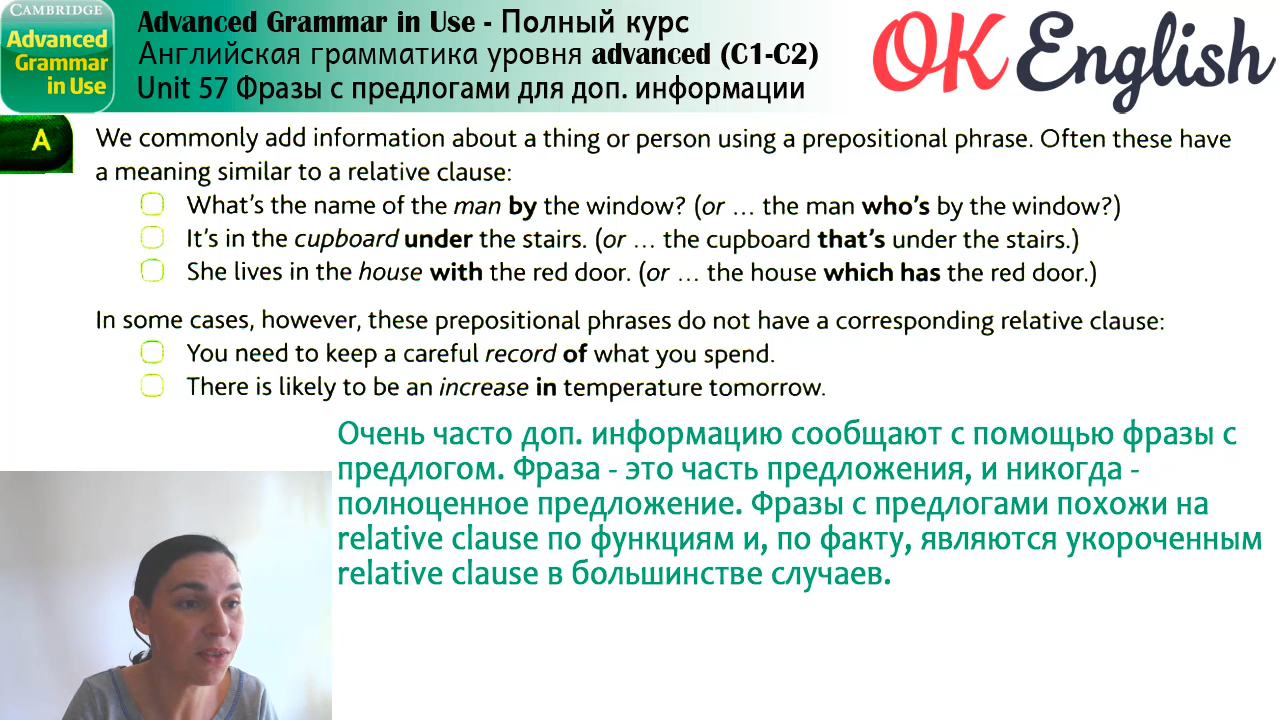 CAMBRIDGE
Advanced
Grammar
in Use
Advanced Grammar in Use - Полный курс
Английская грамматика уровня advanced (C1-C2)
Unit 57 Фразы с предлогами для доп. информации
OK English
A
We commonly add information about a thing or person using a prepositional phrase. Often these have
a meaning similar to a relative clause:
What's the name of the man by the window? (or … the man who's by the window?)
It's in the cupboard under the stairs. (or … the cupboard that's under the stairs.)
She lives in the house with the red door. (or … the house which has the red door.)
In some cases, however, these prepositional phrases do not have a corresponding relative clause:
You need to keep a careful record of what you spend.
There is likely to be an increase in temperature tomorrow.
Очень часто доп. информацию сообщают с помощью фразы с
предлогом. Фраза - это часть предложения, и никогда -
полноценное предложение. Фразы с предлогами похожи на
relative clause по функциям и, по факту, являются укороченным
relative clause в большинстве случаев.